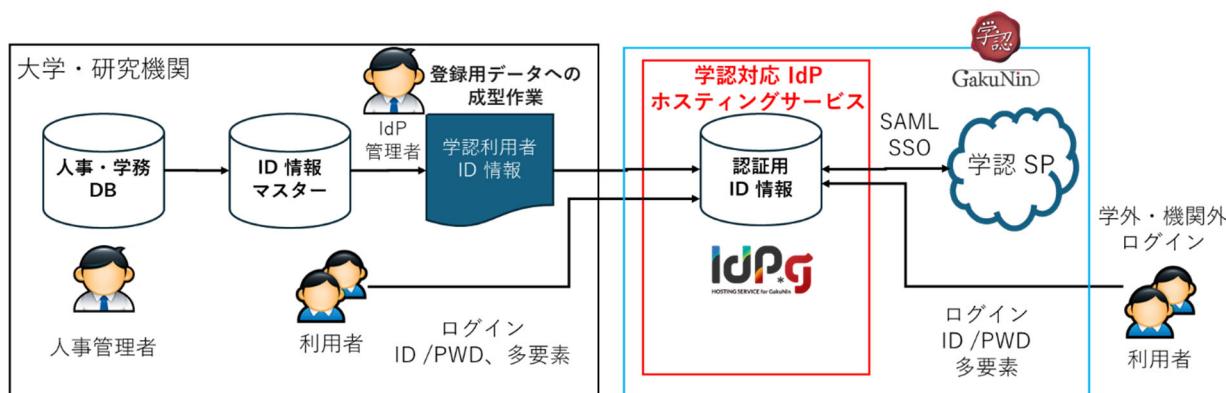 大学・研究機関
人事・学務
DB
人事管理者
ID 情報
マスター
IdP
管理者
登録用データへの
成型作業
学認利用者
ID 情報
利用者
ログイン
ID /PWD、多要素
学認対応 IdP
ホスティングサービス
認証用
ID 情報
IdP*g
HOSTING SERVICE for GakuNin
学認
GakuNin
SAML
SSO
学認 SP
ログイン
ID /PWD
多要素
学外・機関外
ログイン
利用者